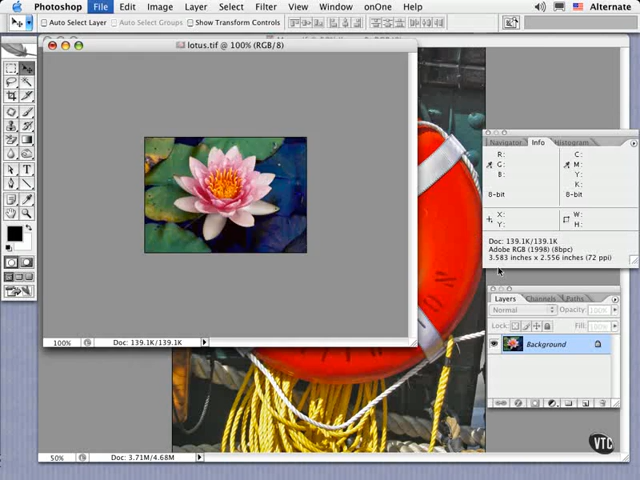 Photoshop File Edit Image Layer Select Filter View Window onOne Help Alternate
Auto Select Layer Auto Select Groups Show Transform Controls
lotus.tif @ 100% (RGB/8)
Navigator Info Histogram
R: C:
G: M:
B: Y:
K:
8-bit 8-bit
X: W:
Y: H:
Doc: 139.1K/139.1K
Adobe RGB (1998) (8bpc)
3.583 inches x 2.556 inches (72 ppi)
Layers Channels Paths
Normal Opacity: 100%
Lock: Fill: 100%
Background
100% Doc: 139.1K/139.1K
50% Doc: 3.71M/4.68M
VTC